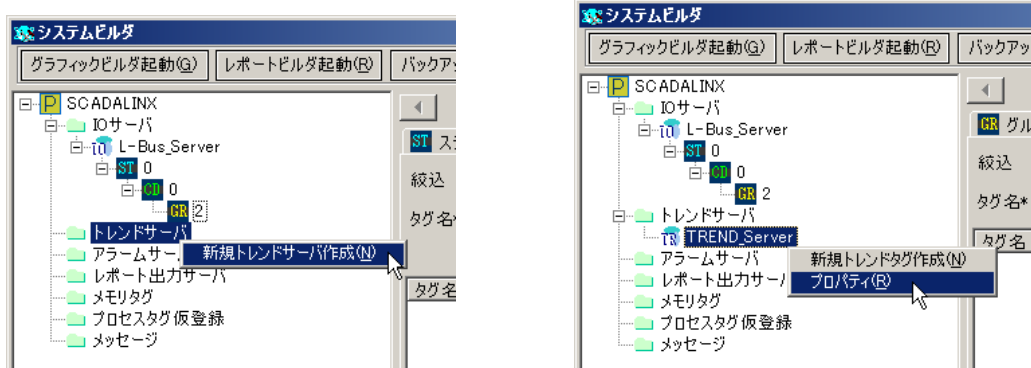 システムビルダ
グラフィックビルダ起動(G) レポートビルダ起動(R) バックア
SCADALINX
IOサーバ
L-Bus_Server
ST 0
CD 0
GR 2
トレンドサーバ
アラームサー
新規トレンドサーバ作成(N)
レポート出力サーバ
メモリタグ
プロセスタグ仮登録
メッセージ
ST ス
絞込
タグ名
タグ名
システムビルダ
グラフィックビルダ起動(G) レポートビルダ起動(R) バックアッ
SCADALINX
IOサーバ
L-Bus_Server
ST 0
CD 0
GR 2
トレンドサーバ
TR TREND_Server
アラームサーバ
レポート出力サー
メモリタグ
プロセスタグ仮登録
メッセージ
新規トレンドタグ作成(N)
プロパティ(R)
GR グル
絞込
タグ名*
タグ名